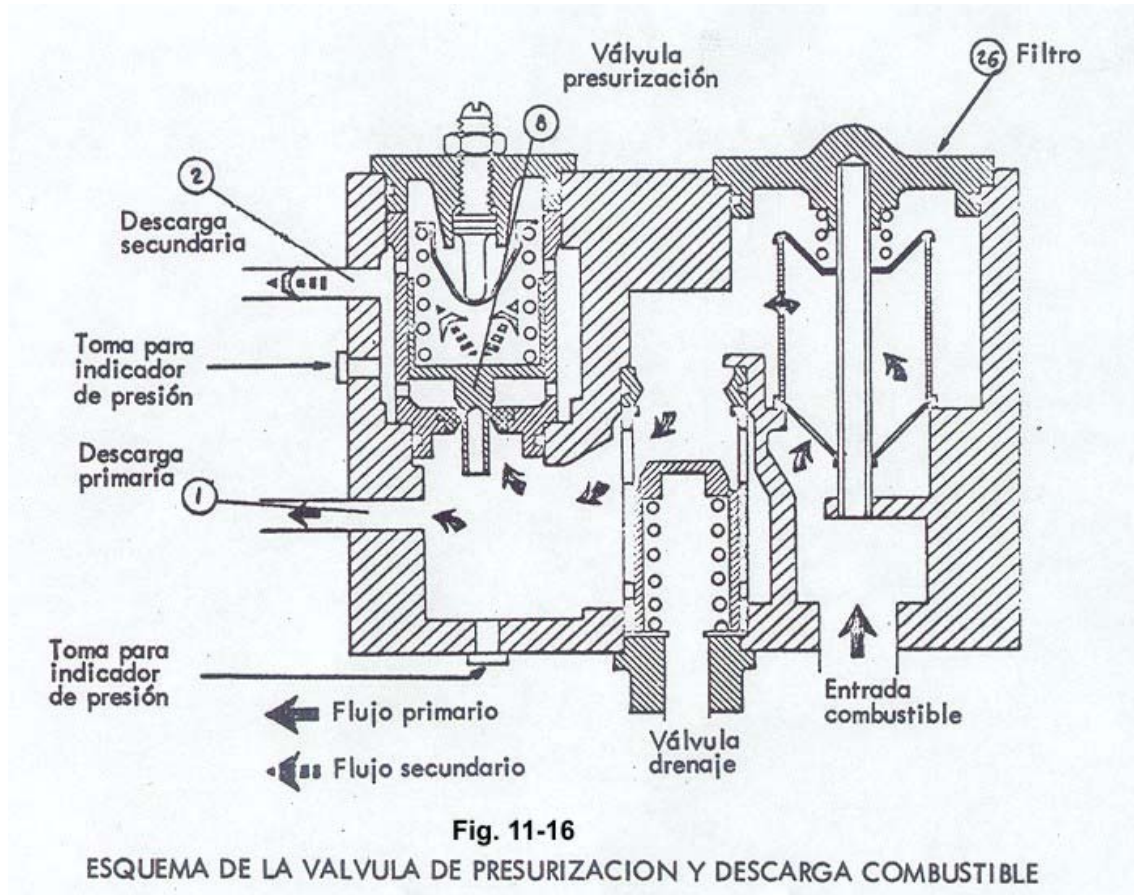 Válvula
presurización
26 Filtro
8
2
Descarga
secundaria
Toma para
indicador
de presión
Descarga
primaria
1
Toma para
indicador
de presión
Flujo primario
Flujo secundario
Válvula
drenaje
Entrada
combustible
Fig. 11-16
ESQUEMA DE LA VALVULA DE PRESURIZACION Y DESCARGA COMBUSTIBLE